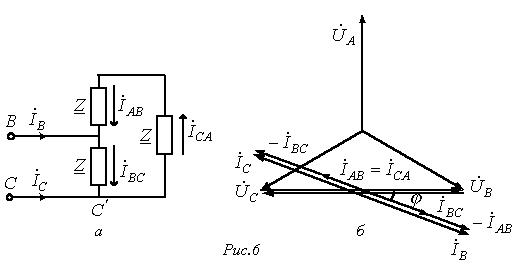 B
C
İ_B
İ_C
Z
Z
Z
İ_AB
İ_BC
İ_CA
C′
а
U̇_A
U̇_B
U̇_C
− İ_BC
İ_C
İ_AB = İ_CA
φ
İ_BC
− İ_AB
İ_B
б
Рис.6